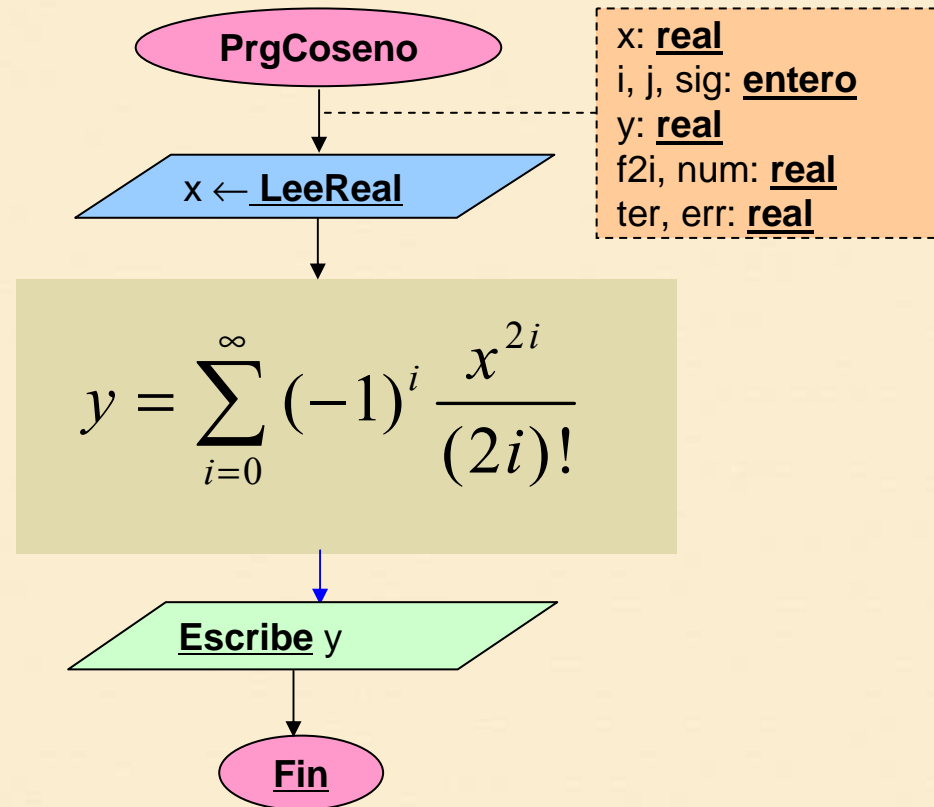 PrgCoseno
x: real
i, j, sig: entero
y: real
f2i, num: real
ter, err: real
x ← LeeReal
y = ∑_{i=0}^{∞} (−1)^i x^{2i} / (2i)!
Escribe y
Fin